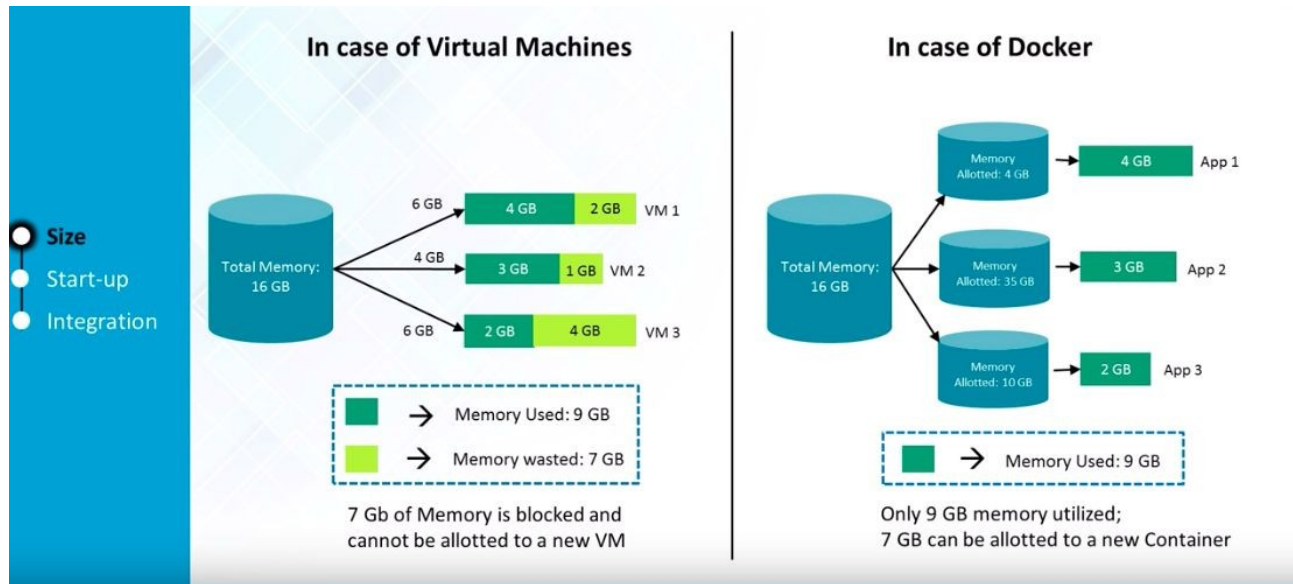 In case of Virtual Machines
Size
Start-up
Integration
Total Memory:
16 GB
6 GB
4 GB
2 GB
VM 1
4 GB
3 GB
1 GB
VM 2
6 GB
2 GB
4 GB
VM 3
→ Memory Used: 9 GB
→ Memory wasted: 7 GB
7 Gb of Memory is blocked and
cannot be allotted to a new VM
In case of Docker
Total Memory:
16 GB
Memory
Allotted: 4 GB
4 GB
App 1
Memory
Allotted: 35 GB
3 GB
App 2
Memory
Allotted: 10 GB
2 GB
App 3
→ Memory Used: 9 GB
Only 9 GB memory utilized;
7 GB can be allotted to a new Container